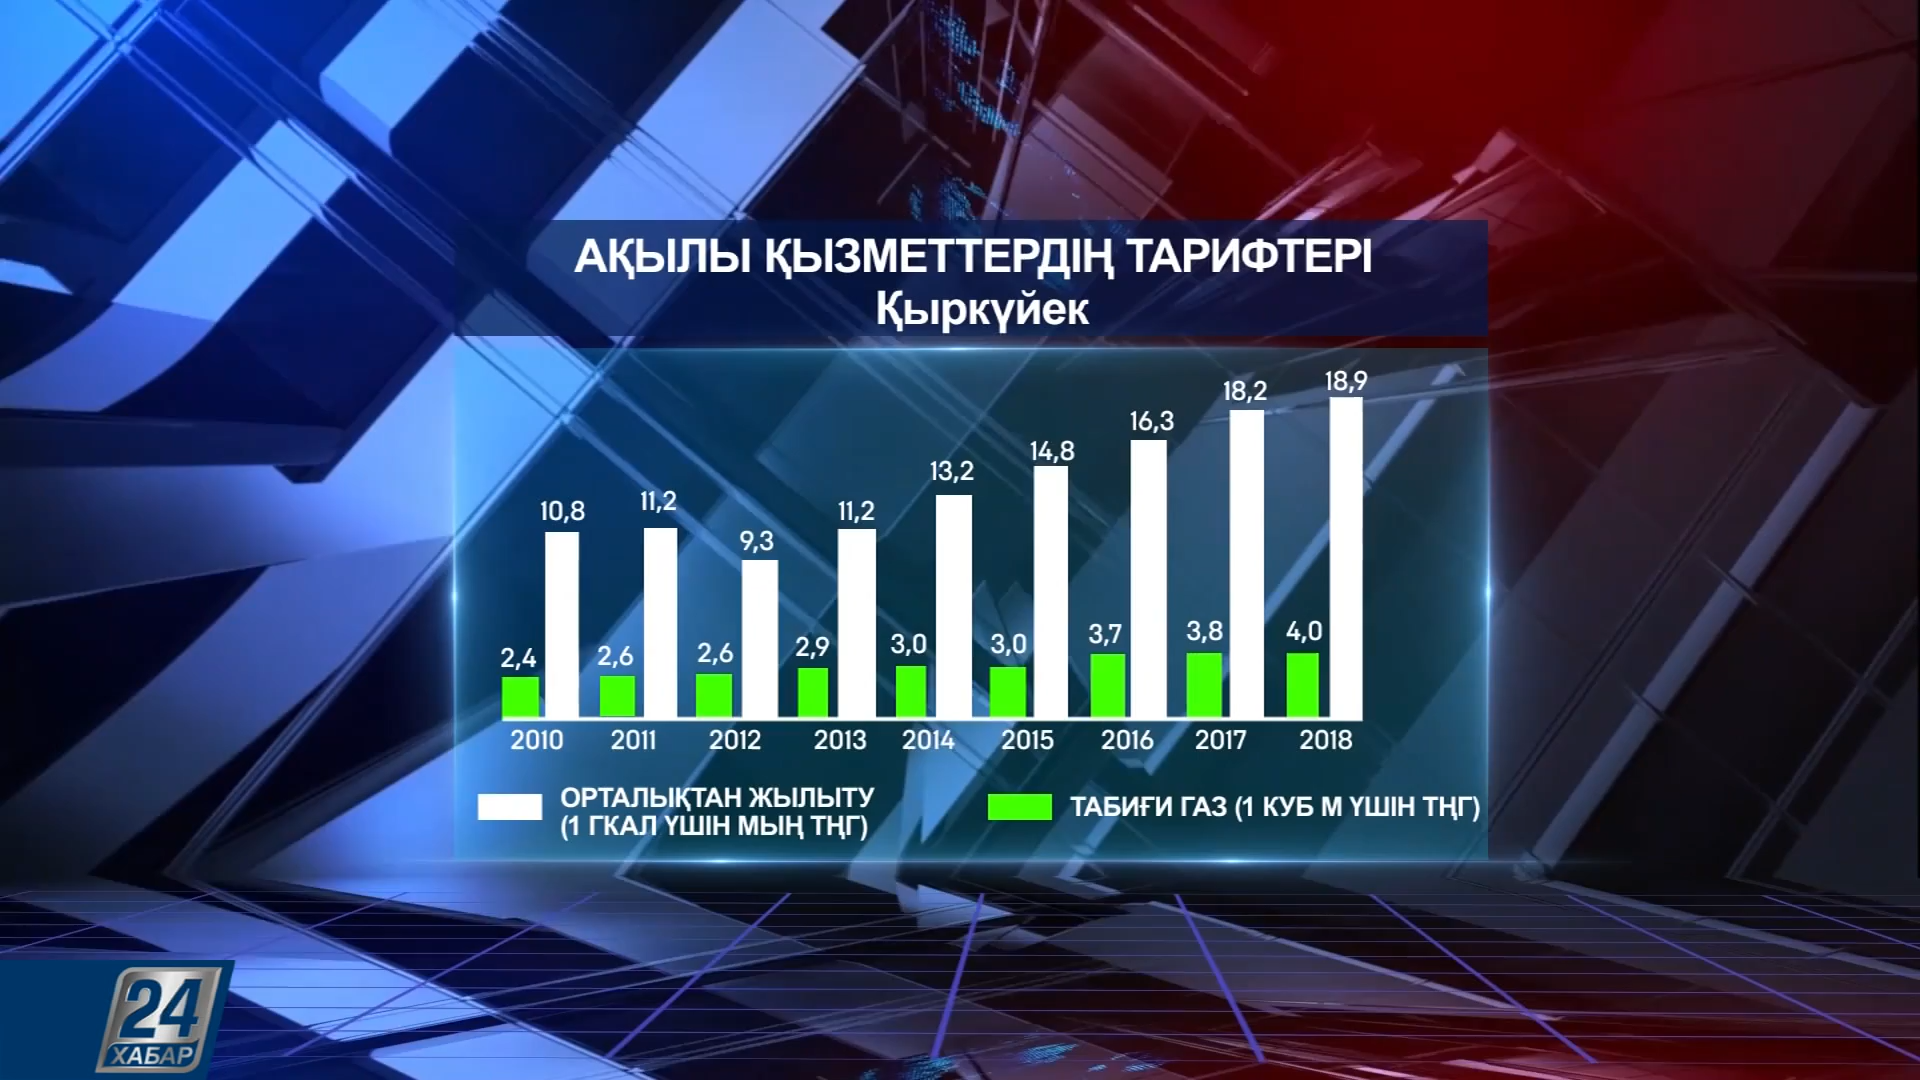 АҚЫЛЫ ҚЫЗМЕТТЕРДІҢ ТАРИФТЕРІ
Қыркүйек
10,8 11,2 9,3 11,2 13,2 14,8 16,3 18,2 18,9
2,4 2,6 2,6 2,9 3,0 3,0 3,7 3,8 4,0
2010 2011 2012 2013 2014 2015 2016 2017 2018
ОРТАЛЫҚТАН ЖЫЛЫТУ
(1 ГКАЛ ҮШІН МЫҢ ТҢГ)
ТАБИҒИ ГАЗ (1 КУБ М ҮШІН ТҢГ)
24
ХАБАР